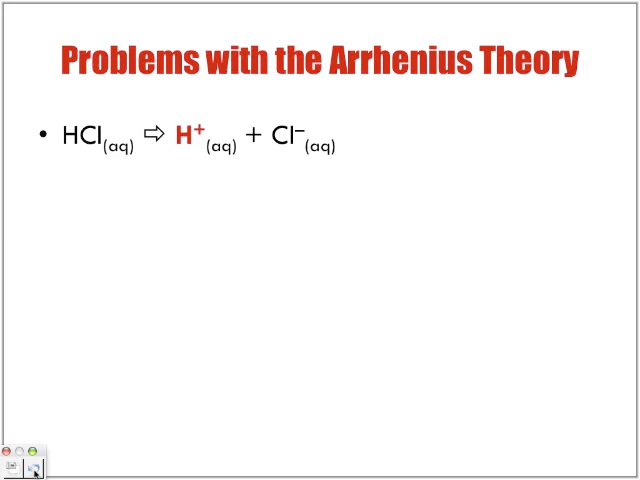 Problems with the Arrhenius Theory
• HCl(aq) ⇨ H⁺(aq) + Cl⁻(aq)